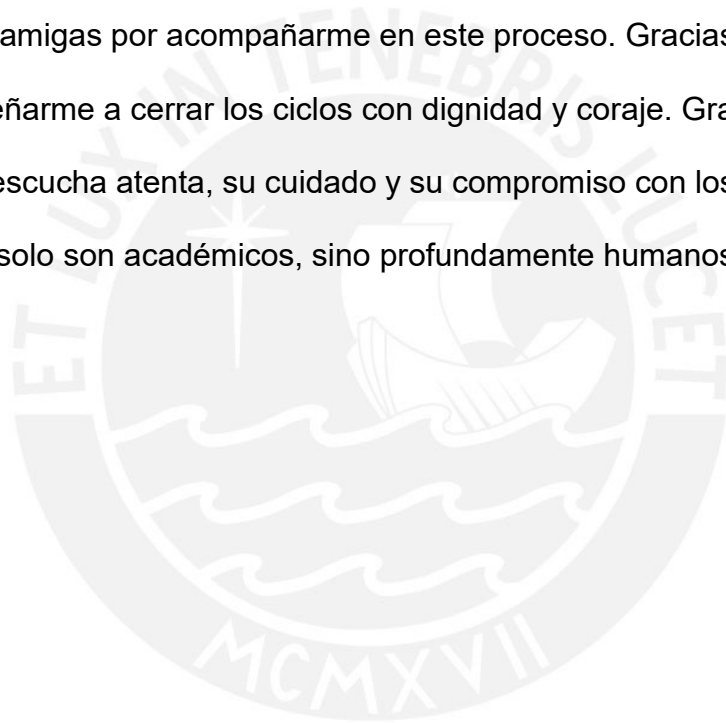 amigas por acompañarme en este proceso. Gracias
eñarme a cerrar los ciclos con dignidad y coraje. Gra
escucha atenta, su cuidado y su compromiso con los
solo son académicos, sino profundamente humanos
ET LUX IN TENEBRIS LUCET
MCMXVII